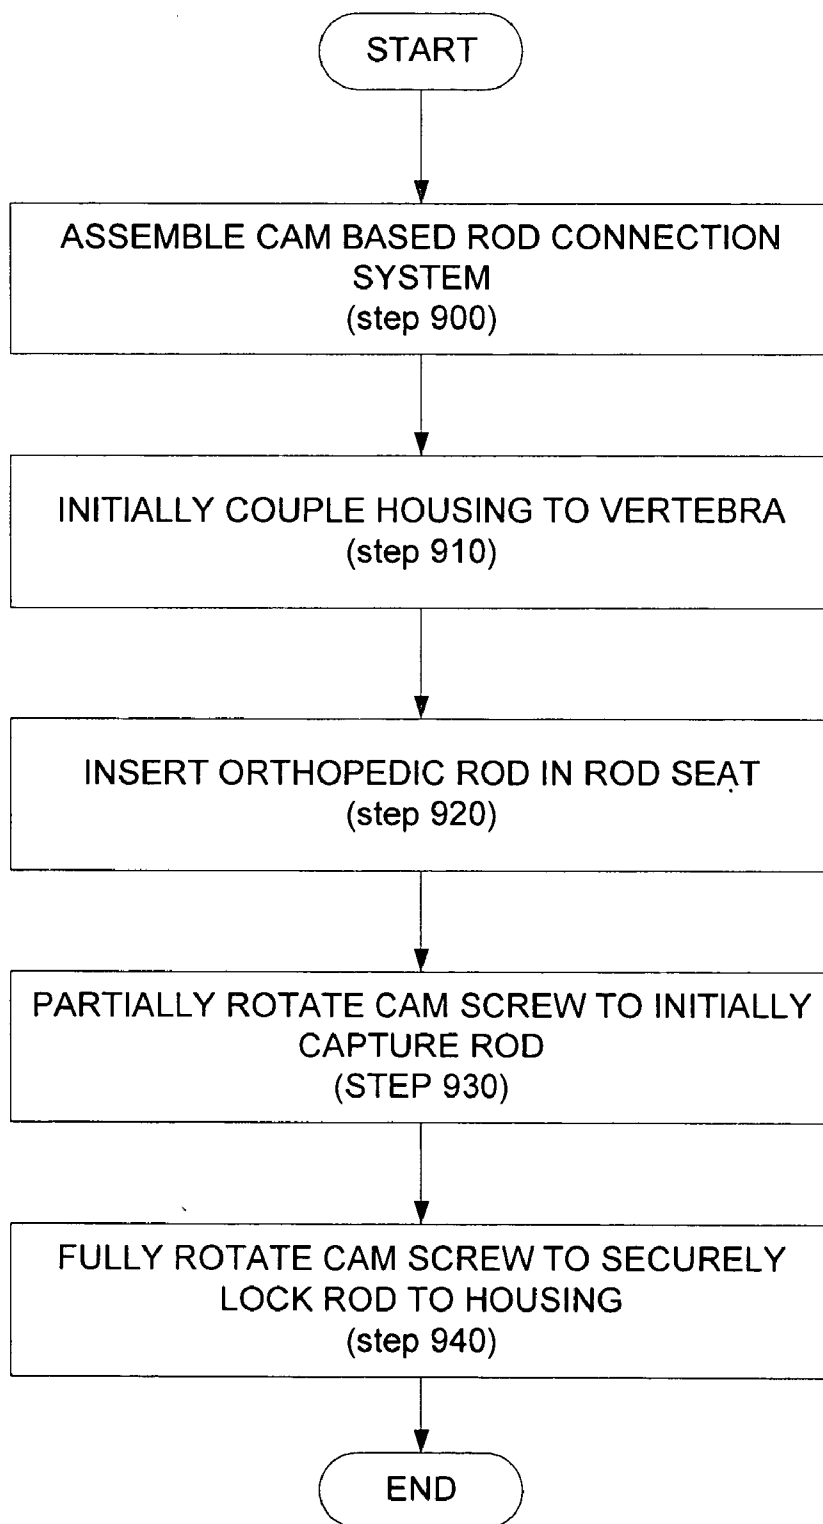 START
ASSEMBLE CAM BASED ROD CONNECTION
SYSTEM
(step 900)
INITIALLY COUPLE HOUSING TO VERTEBRA
(step 910)
INSERT ORTHOPEDIC ROD IN ROD SEAT
(step 920)
PARTIALLY ROTATE CAM SCREW TO INITIALLY
CAPTURE ROD
(STEP 930)
FULLY ROTATE CAM SCREW TO SECURELY
LOCK ROD TO HOUSING
(step 940)
END